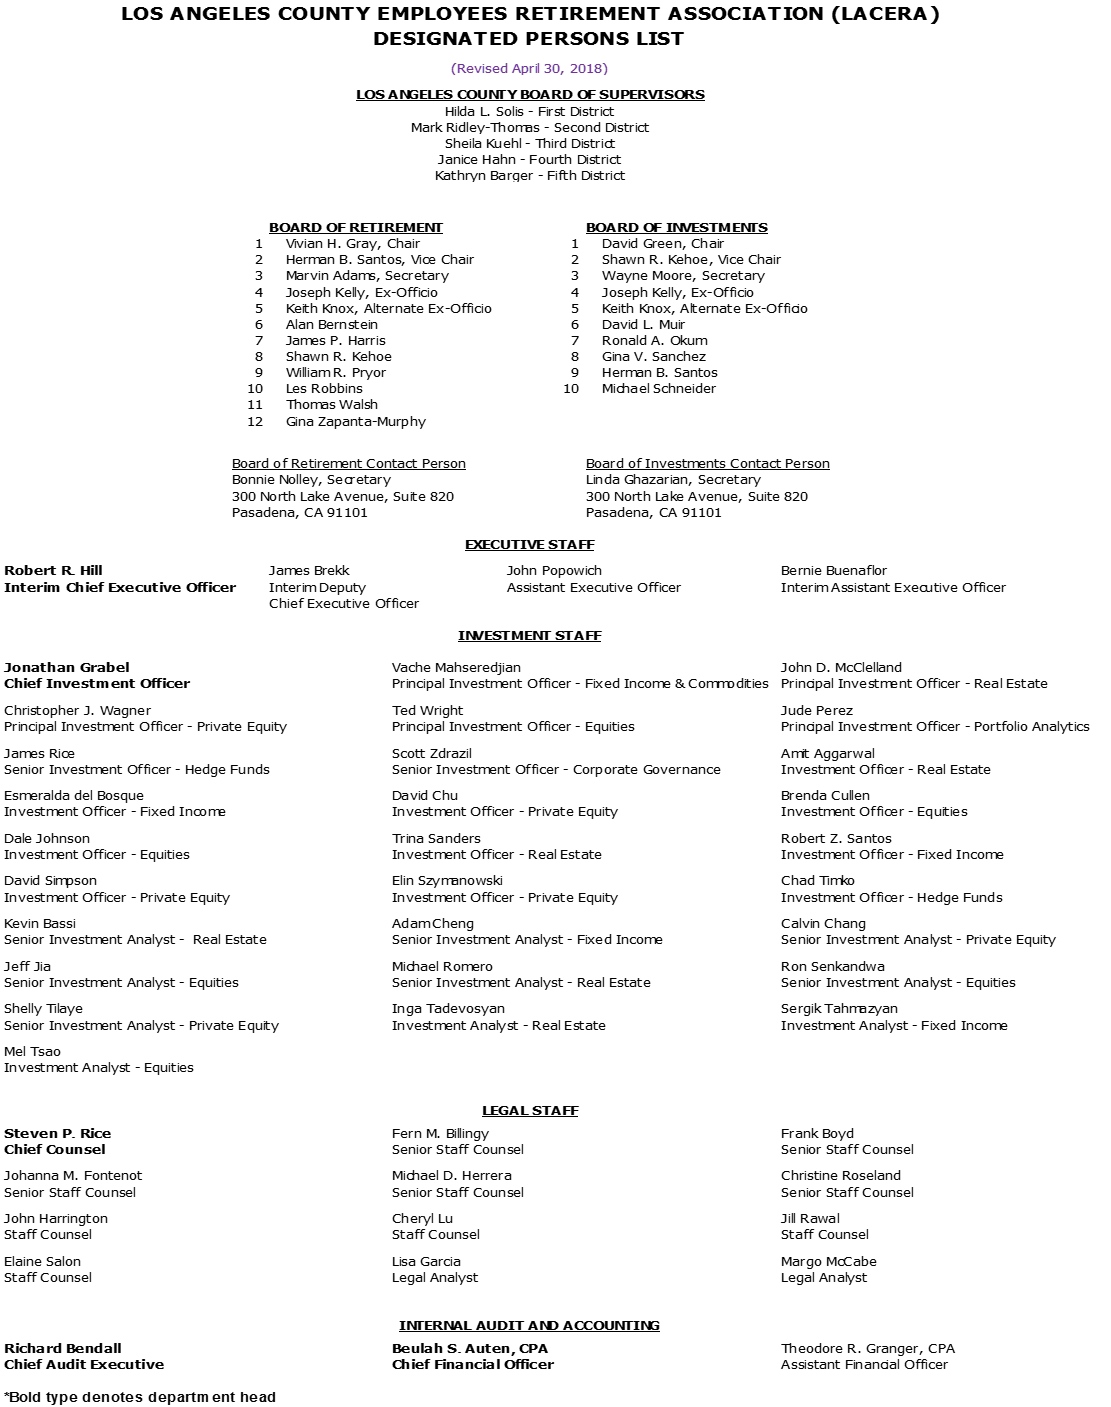 LOS ANGELES COUNTY EMPLOYEES RETIREMENT ASSOCIATION (LACERA)
DESIGNATED PERSONS LIST
(Revised April 30, 2018)
LOS ANGELES COUNTY BOARD OF SUPERVISORS
Hilda L. Solis - First District
Mark Ridley-Thomas - Second District
Sheila Kuehl - Third District
Janice Hahn - Fourth District
Kathryn Barger - Fifth District
BOARD OF RETIREMENT
1 Vivian H. Gray, Chair
2 Herman B. Santos, Vice Chair
3 Marvin Adams, Secretary
4 Joseph Kelly, Ex-Officio
5 Keith Knox, Alternate Ex-Officio
6 Alan Bernstein
7 James P. Harris
8 Shawn R. Kehoe
9 William R. Pryor
10 Les Robbins
11 Thomas Walsh
12 Gina Zapanta-Murphy
BOARD OF INVESTMENTS
1 David Green, Chair
2 Shawn R. Kehoe, Vice Chair
3 Wayne Moore, Secretary
4 Joseph Kelly, Ex-Officio
5 Keith Knox, Alternate Ex-Officio
6 David L. Muir
7 Ronald A. Okum
8 Gina V. Sanchez
9 Herman B. Santos
10 Michael Schneider
Board of Retirement Contact Person
Bonnie Nolley, Secretary
300 North Lake Avenue, Suite 820
Pasadena, CA 91101
Board of Investments Contact Person
Linda Ghazarian, Secretary
300 North Lake Avenue, Suite 820
Pasadena, CA 91101
EXECUTIVE STAFF
Robert R. Hill
Interim Chief Executive Officer
James Brekk
Interim Deputy
Chief Executive Officer
John Popowich
Assistant Executive Officer
Bernie Buenaflor
Interim Assistant Executive Officer
INVESTMENT STAFF
Jonathan Grabel
Chief Investment Officer
Vache Mahseredjian
Principal Investment Officer - Fixed Income & Commodities
John D. McClelland
Principal Investment Officer - Real Estate
Christopher J. Wagner
Principal Investment Officer - Private Equity
Ted Wright
Principal Investment Officer - Equities
Jude Perez
Principal Investment Officer - Portfolio Analytics
James Rice
Senior Investment Officer - Hedge Funds
Scott Zdrazil
Senior Investment Officer - Corporate Governance
Amit Aggarwal
Investment Officer - Real Estate
Esmeralda del Bosque
Investment Officer - Fixed Income
David Chu
Investment Officer - Private Equity
Brenda Cullen
Investment Officer - Equities
Dale Johnson
Investment Officer - Equities
Trina Sanders
Investment Officer - Real Estate
Robert Z. Santos
Investment Officer - Fixed Income
David Simpson
Investment Officer - Private Equity
Elin Szymanowski
Investment Officer - Private Equity
Chad Timko
Investment Officer - Hedge Funds
Kevin Bassi
Senior Investment Analyst - Real Estate
Adam Cheng
Senior Investment Analyst - Fixed Income
Calvin Chang
Senior Investment Analyst - Private Equity
Jeff Jia
Senior Investment Analyst - Equities
Michael Romero
Senior Investment Analyst - Real Estate
Ron Senkandwa
Senior Investment Analyst - Equities
Shelly Tilaye
Senior Investment Analyst - Private Equity
Inga Tadevosyan
Investment Analyst - Real Estate
Sergik Tahmazyan
Investment Analyst - Fixed Income
Mel Tsao
Investment Analyst - Equities
LEGAL STAFF
Steven P. Rice
Chief Counsel
Fern M. Billingy
Senior Staff Counsel
Frank Boyd
Senior Staff Counsel
Johanna M. Fontenot
Senior Staff Counsel
Michael D. Herrera
Senior Staff Counsel
Christine Roseland
Senior Staff Counsel
John Harrington
Staff Counsel
Cheryl Lu
Staff Counsel
Jill Rawal
Staff Counsel
Elaine Salon
Staff Counsel
Lisa Garcia
Legal Analyst
Margo McCabe
Legal Analyst
INTERNAL AUDIT AND ACCOUNTING
Richard Bendall
Chief Audit Executive
Beulah S. Auten, CPA
Chief Financial Officer
Theodore R. Granger, CPA
Assistant Financial Officer
*Bold type denotes department head